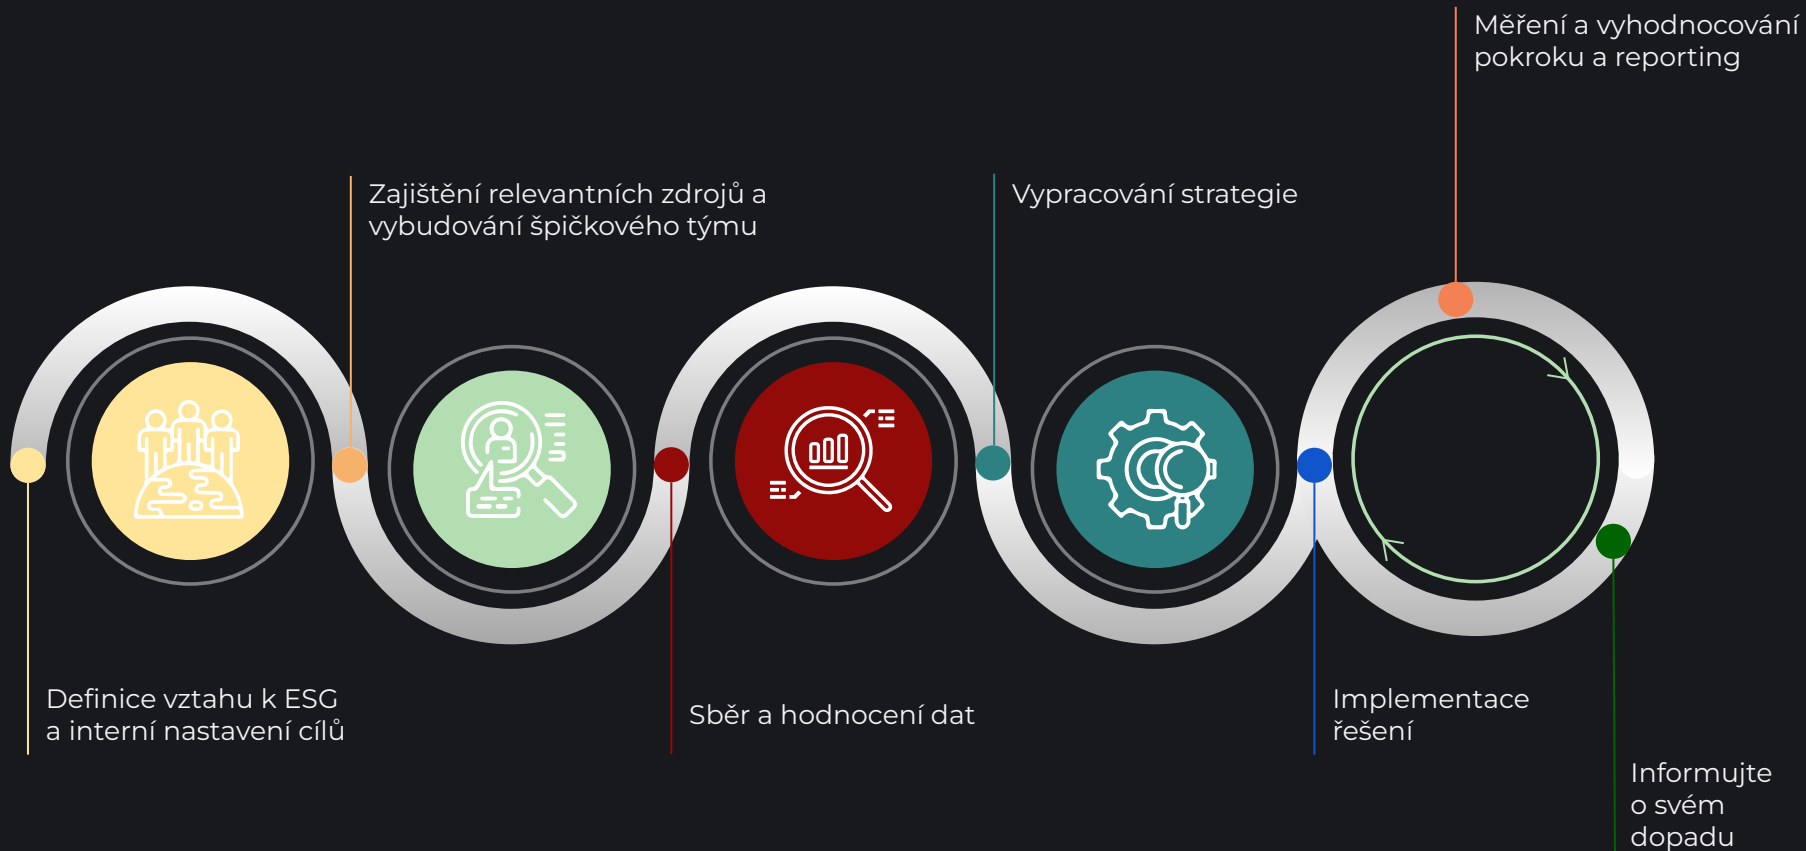 Měření a vyhodnocování
pokroku a reporting
Zajištění relevantních zdrojů a
vybudování špičkového týmu
Vypracování strategie
Definice vztahu k ESG
a interní nastavení cílů
Sběr a hodnocení dat
Implementace
řešení
Informujte
o svém
dopadu